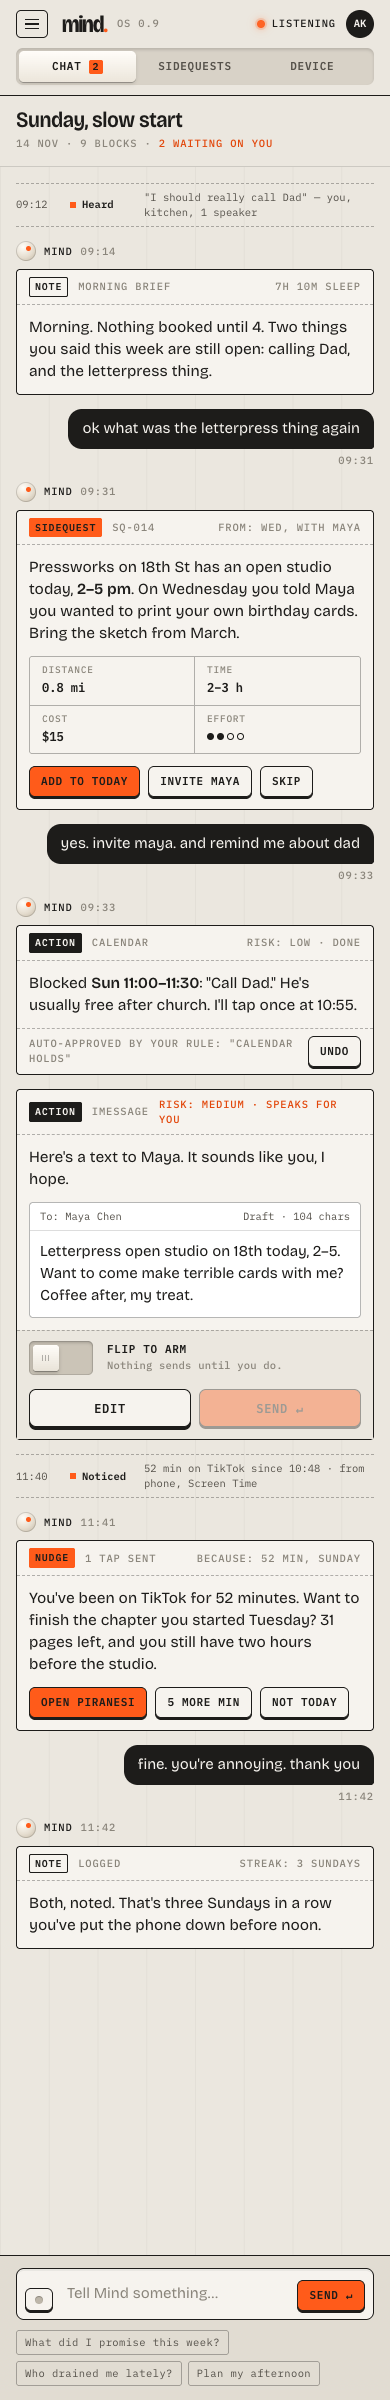 mind. OS 0.9 LISTENING AK
CHAT 2 SIDEQUESTS DEVICE
Sunday, slow start
14 NOV · 9 BLOCKS · 2 WAITING ON YOU
09:12 Heard "I should really call Dad" — you,
kitchen, 1 speaker
MIND 09:14
NOTE MORNING BRIEF 7H 10M SLEEP
Morning. Nothing booked until 4. Two things
you said this week are still open: calling Dad,
and the letterpress thing.
ok what was the letterpress thing again
09:31
MIND 09:31
SIDEQUEST SQ-014 FROM: WED, WITH MAYA
Pressworks on 18th St has an open studio
today, 2–5 pm. On Wednesday you told Maya
you wanted to print your own birthday cards.
Bring the sketch from March.
DISTANCE TIME
0.8 mi 2–3 h
COST EFFORT
$15
ADD TO TODAY INVITE MAYA SKIP
yes. invite maya. and remind me about dad
09:33
MIND 09:33
ACTION CALENDAR RISK: LOW · DONE
Blocked Sun 11:00–11:30: "Call Dad." He's
usually free after church. I'll tap once at 10:55.
AUTO-APPROVED BY YOUR RULE: "CALENDAR
HOLDS"
UNDO
ACTION IMESSAGE RISK: MEDIUM · SPEAKS FOR
YOU
Here's a text to Maya. It sounds like you, I
hope.
To: Maya Chen Draft · 104 chars
Letterpress open studio on 18th today, 2–5.
Want to come make terrible cards with me?
Coffee after, my treat.
FLIP TO ARM
Nothing sends until you do.
EDIT SEND ↵
11:40 Noticed 52 min on TikTok since 10:48 · from
phone, Screen Time
MIND 11:41
NUDGE 1 TAP SENT BECAUSE: 52 MIN, SUNDAY
You've been on TikTok for 52 minutes. Want to
finish the chapter you started Tuesday? 31
pages left, and you still have two hours
before the studio.
OPEN PIRANESI 5 MORE MIN NOT TODAY
fine. you're annoying. thank you
11:42
MIND 11:42
NOTE LOGGED STREAK: 3 SUNDAYS
Both, noted. That's three Sundays in a row
you've put the phone down before noon.
Tell Mind something... SEND ↵
What did I promise this week?
Who drained me lately? Plan my afternoon